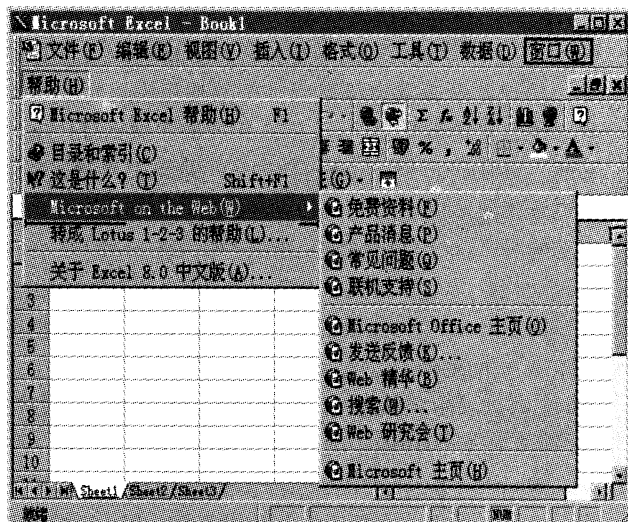 Microsoft Excel - Book1
文件(F) 编辑(E) 视图(V) 插入(I) 格式(O) 工具(T) 数据(D) 窗口(W)
帮助(H)
Microsoft Excel 帮助(H) F1
目录和索引(C)
这是什么?(T) Shift+F1
Microsoft on the Web(W)
转成 Lotus 1-2-3 的帮助(L)...
关于 Excel 8.0 中文版(A)...
免费资料(F)
产品消息(P)
常见问题(Q)
联机支持(S)
Microsoft Office 主页(O)
发送反馈(K)...
Web 精华(B)
搜索(W)...
Web 研究会(T)
Microsoft 主页(H)
3
4
5
6
7
8
9
10
Sheet1 Sheet2 Sheet3
就绪